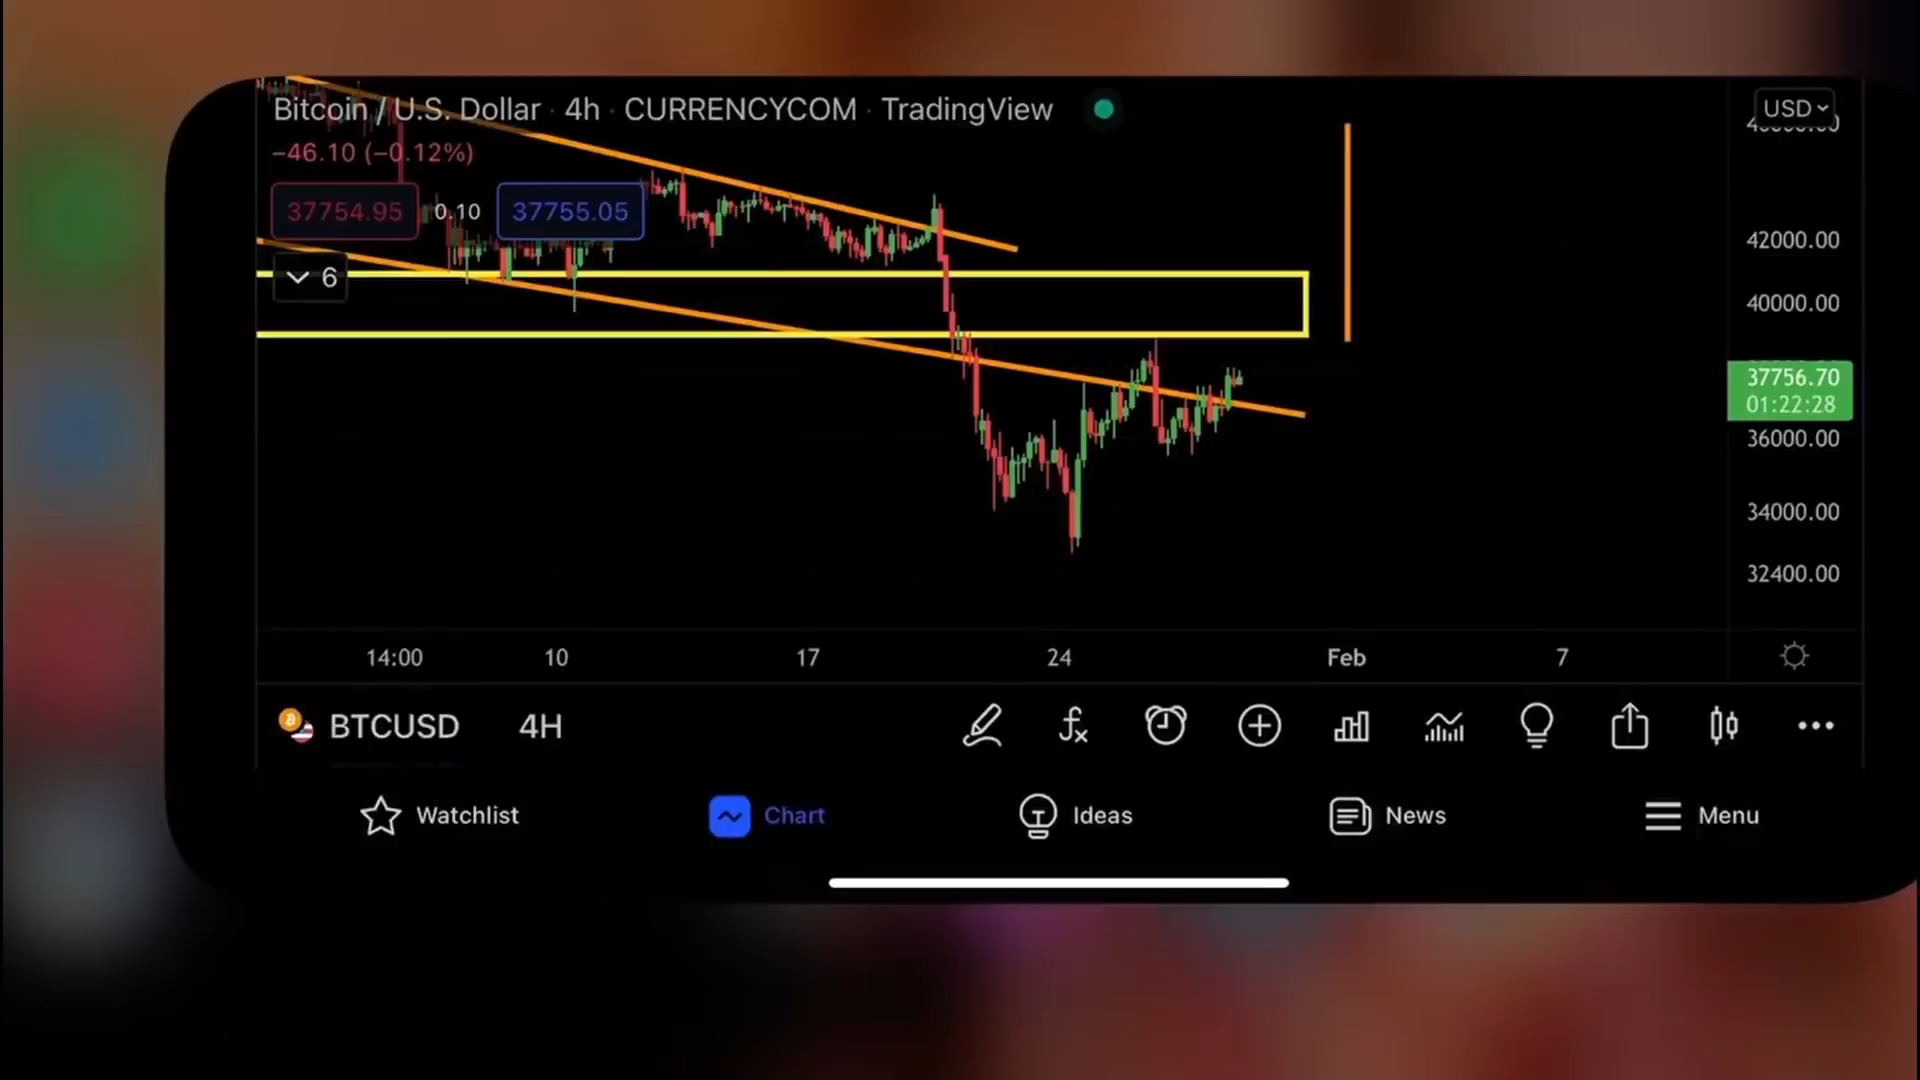 Bitcoin / U.S. Dollar · 4h · CURRENCYCOM · TradingView
USD
−46.10 (−0.12%)
37754.95 0.10 37755.05
6
42000.00
40000.00
37756.70
01:22:28
36000.00
34000.00
32400.00
14:00 10 17 24 Feb 7
BTCUSD 4H
Watchlist Chart Ideas News Menu